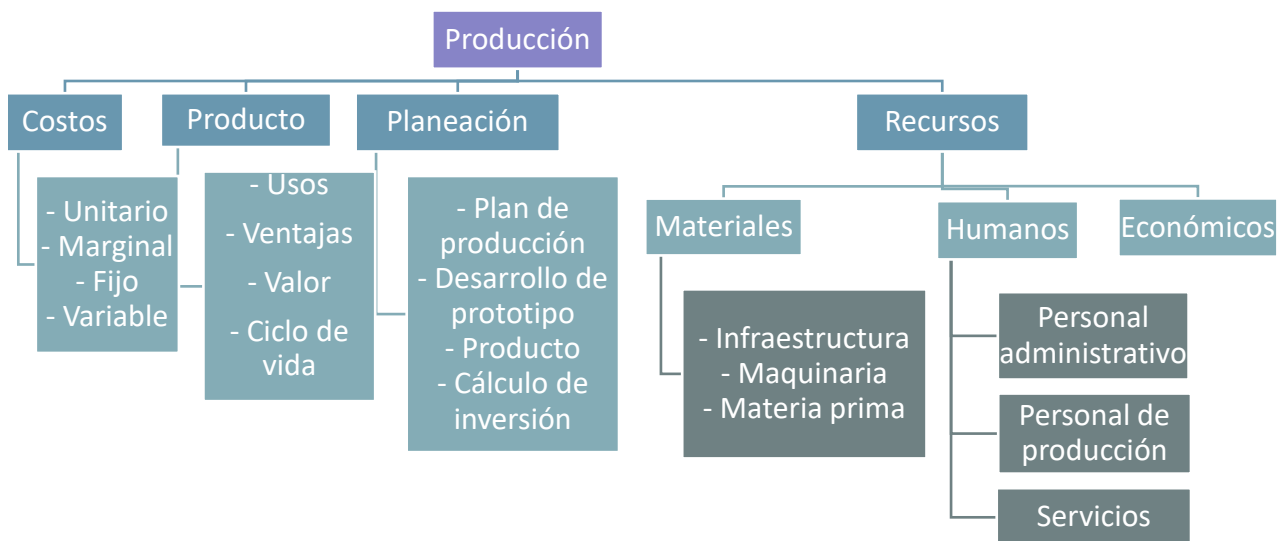 Producción
Costos
Producto
Planeación
Recursos
- Unitario
- Marginal
- Fijo
- Variable
- Usos
- Ventajas
- Valor
- Ciclo de
vida
- Plan de
producción
- Desarrollo de
prototipo
- Producto
- Cálculo de
inversión
Materiales
Humanos
Económicos
- Infraestructura
- Maquinaria
- Materia prima
Personal
administrativo
Personal de
producción
Servicios